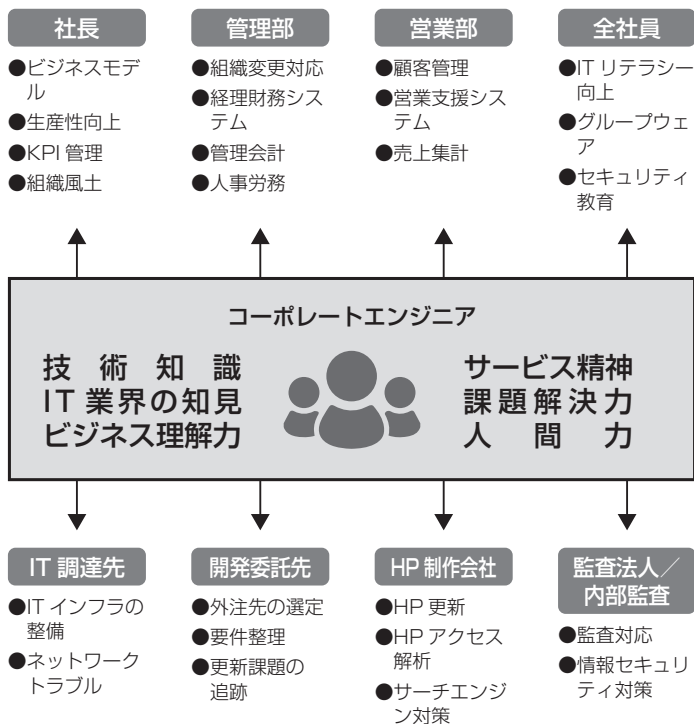 社長
●ビジネスモデ
ル
●生産性向上
●KPI 管理
●組織風土
管理部
●組織変更対応
●経理財務シス
テム
●管理会計
●人事労務
営業部
●顧客管理
●営業支援シス
テム
●売上集計
全社員
●IT リテラシー
向上
●グループウェ
ア
●セキュリティ
教育
コーポレートエンジニア
技術知識
IT 業界の知見
ビジネス理解力
サービス精神
課題解決力
人間力
IT 調達先
●IT インフラの
整備
●ネットワーク
トラブル
開発委託先
●外注先の選定
●要件整理
●更新課題の
追跡
HP 制作会社
●HP 更新
●HP アクセス
解析
●サーチエンジ
ン対策
監査法人／
内部監査
●監査対応
●情報セキュリ
ティ対策